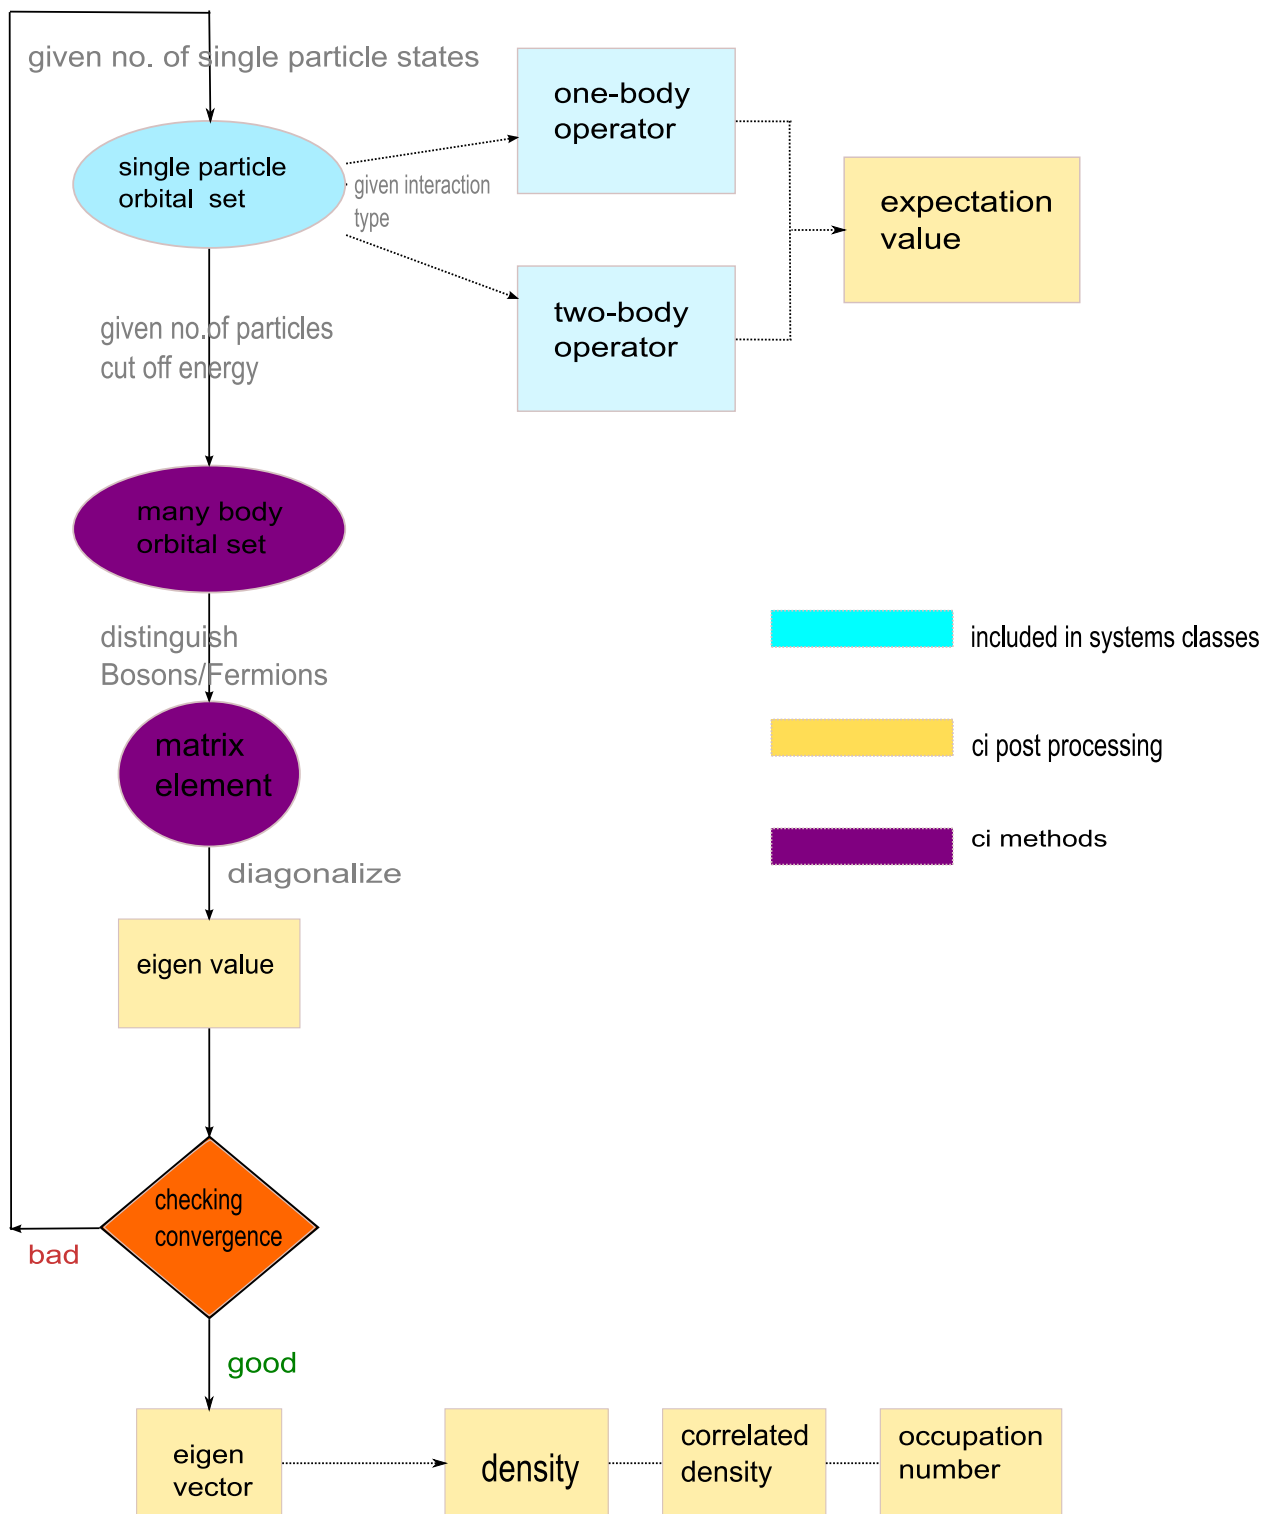 given no. of single particle states
one-body
operator
single particle
orbital  set
given interaction
type
expectation
value
two-body
operator
given no.of particles
cut off energy
many body
orbital set
distinguish
Bosons/Fermions
included in systems classes
matrix
element
ci post processing
ci methods
diagonalize
eigen value
checking
convergence
bad
good
eigen
vector
density
correlated
density
occupation
number